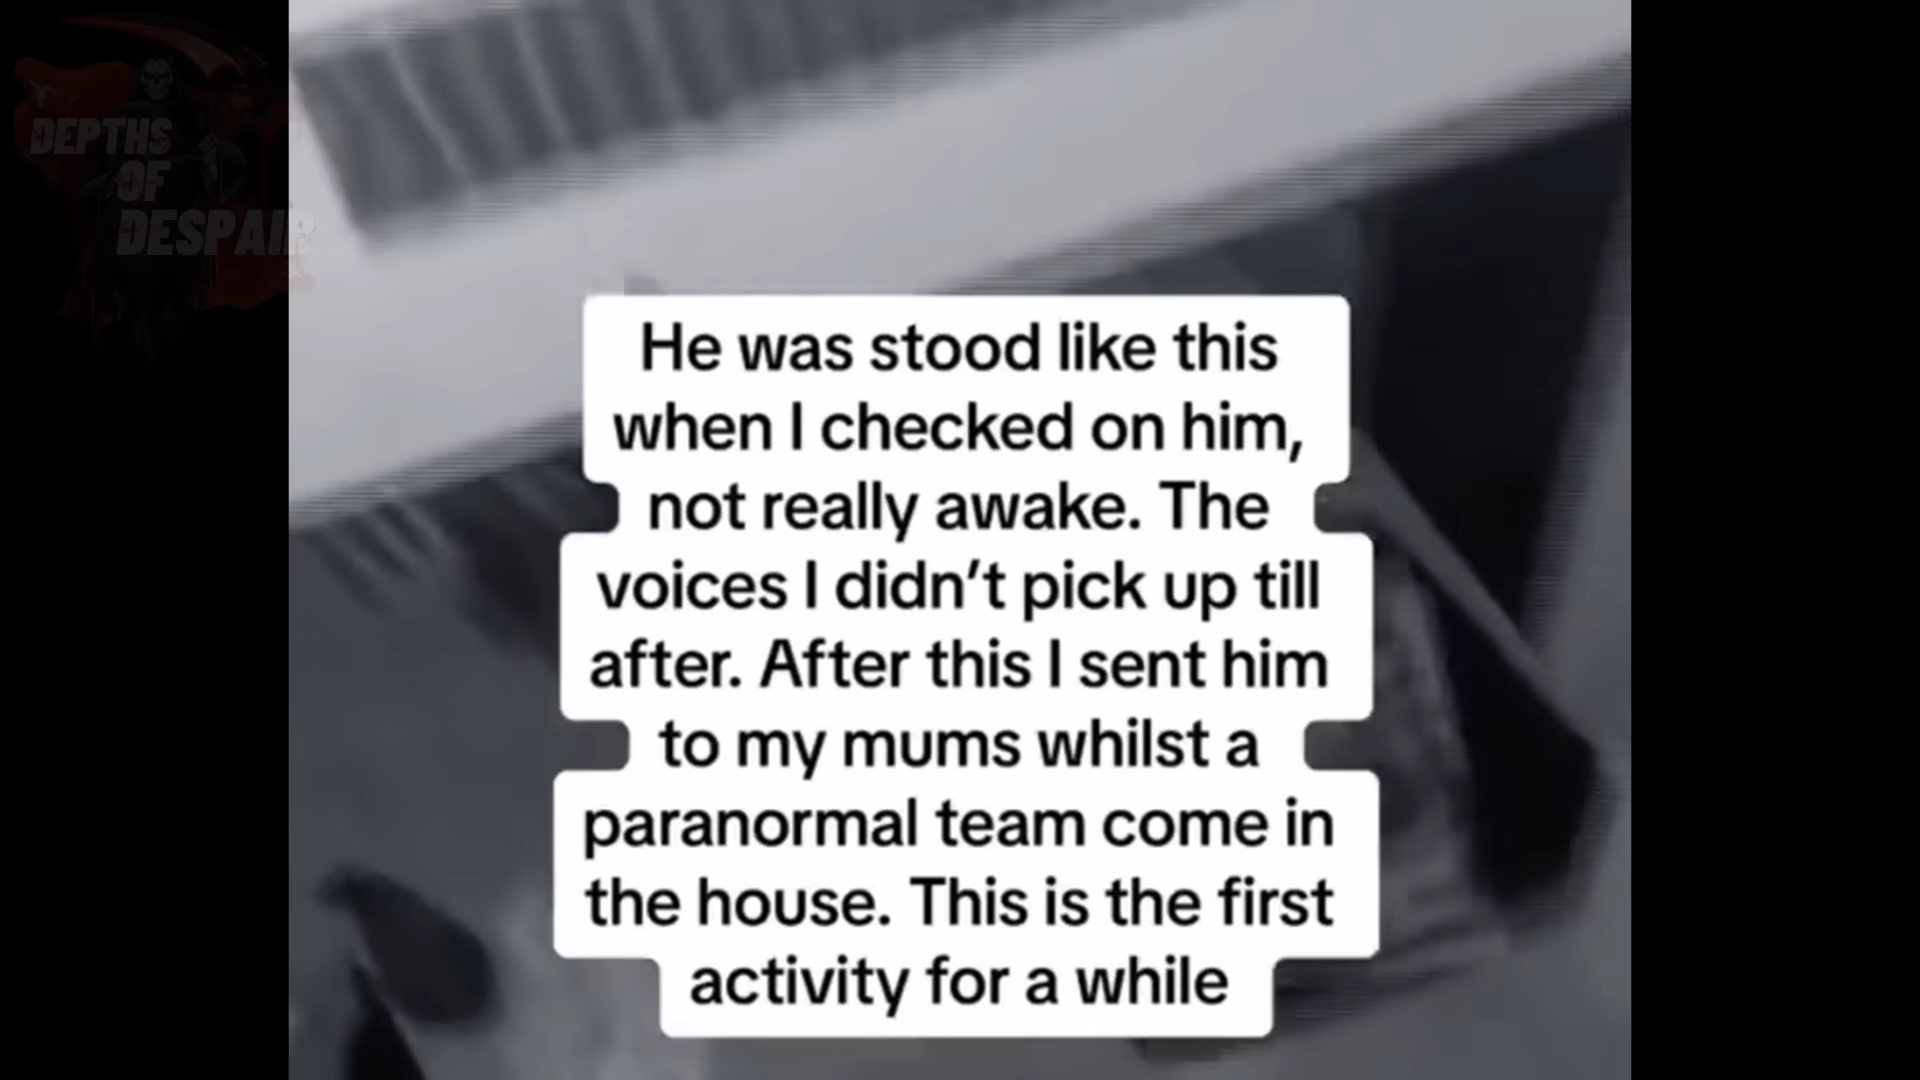 DEPTHS
OF
DESPAIR
He was stood like this
when I checked on him,
not really awake. The
voices I didn’t pick up till
after. After this I sent him
to my mums whilst a
paranormal team come in
the house. This is the first
activity for a while